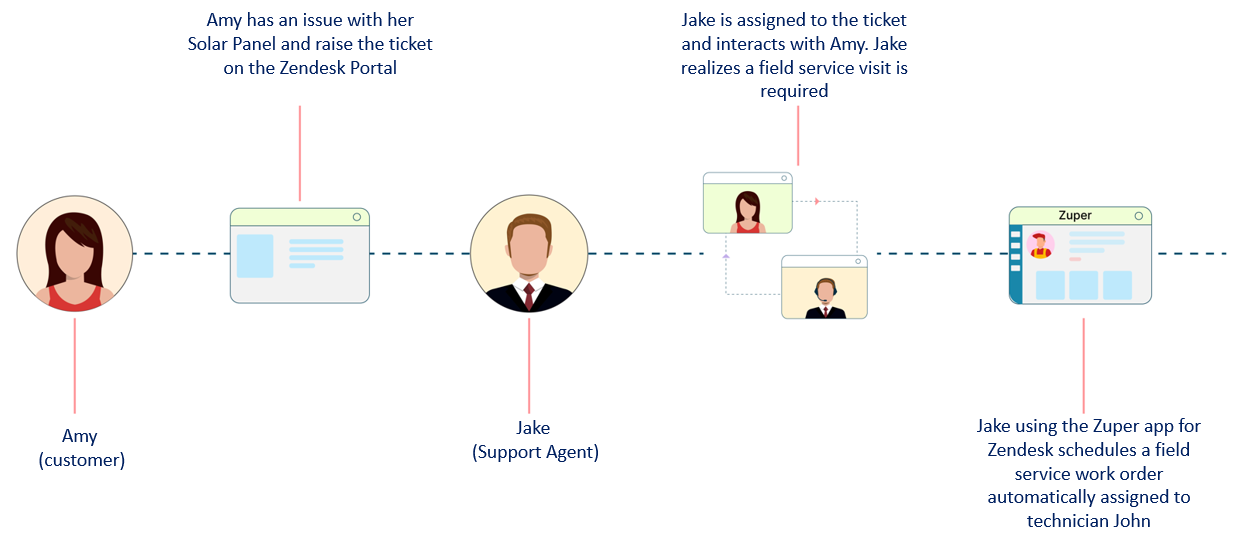 Amy has an issue with her
Solar Panel and raise the ticket
on the Zendesk Portal
Jake is assigned to the ticket
and interacts with Amy. Jake
realizes a field service visit is
required
Zuper
Amy
(customer)
Jake
(Support Agent)
Jake using the Zuper app for
Zendesk schedules a field
service work order
automatically assigned to
technician John